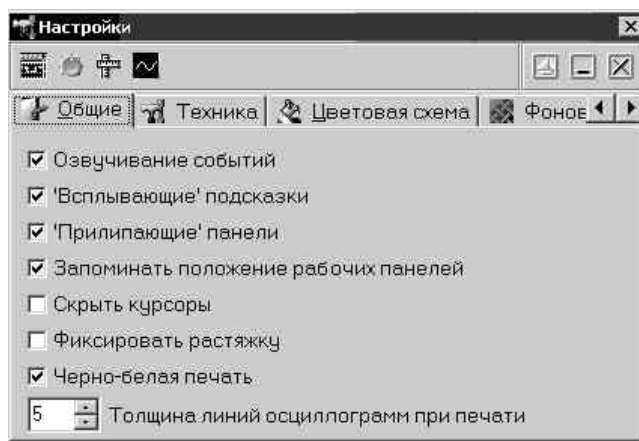 Настройки
Общие Техника Цветовая схема Фонов
Озвучивание событий
'Всплывающие' подсказки
'Прилипающие' панели
Запоминать положение рабочих панелей
Скрыть курсоры
Фиксировать растяжку
Черно-белая печать
5 Толщина линий осциллограмм при печати